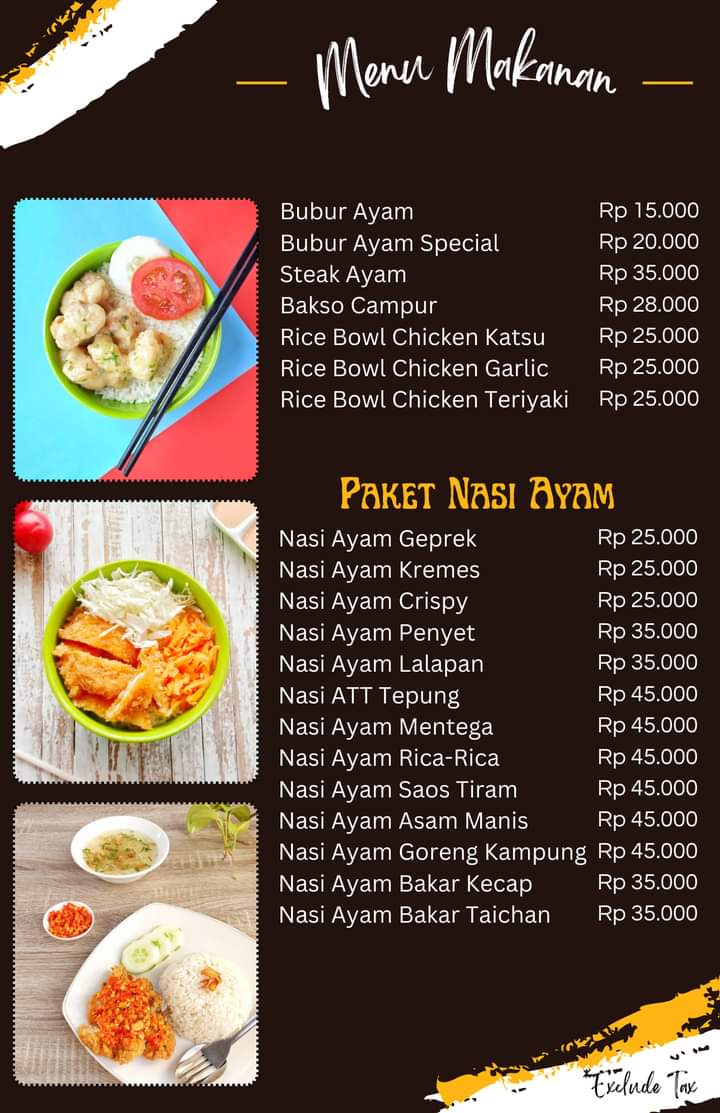 Menu Makanan
Bubur Ayam Rp 15.000
Bubur Ayam Special Rp 20.000
Steak Ayam Rp 35.000
Bakso Campur Rp 28.000
Rice Bowl Chicken Katsu Rp 25.000
Rice Bowl Chicken Garlic Rp 25.000
Rice Bowl Chicken Teriyaki Rp 25.000
Paket Nasi Ayam
Nasi Ayam Geprek Rp 25.000
Nasi Ayam Kremes Rp 25.000
Nasi Ayam Crispy Rp 25.000
Nasi Ayam Penyet Rp 35.000
Nasi Ayam Lalapan Rp 35.000
Nasi ATT Tepung Rp 45.000
Nasi Ayam Mentega Rp 45.000
Nasi Ayam Rica-Rica Rp 45.000
Nasi Ayam Saos Tiram Rp 45.000
Nasi Ayam Asam Manis Rp 45.000
Nasi Ayam Goreng Kampung Rp 45.000
Nasi Ayam Bakar Kecap Rp 35.000
Nasi Ayam Bakar Taichan Rp 35.000
*Exclude Tax